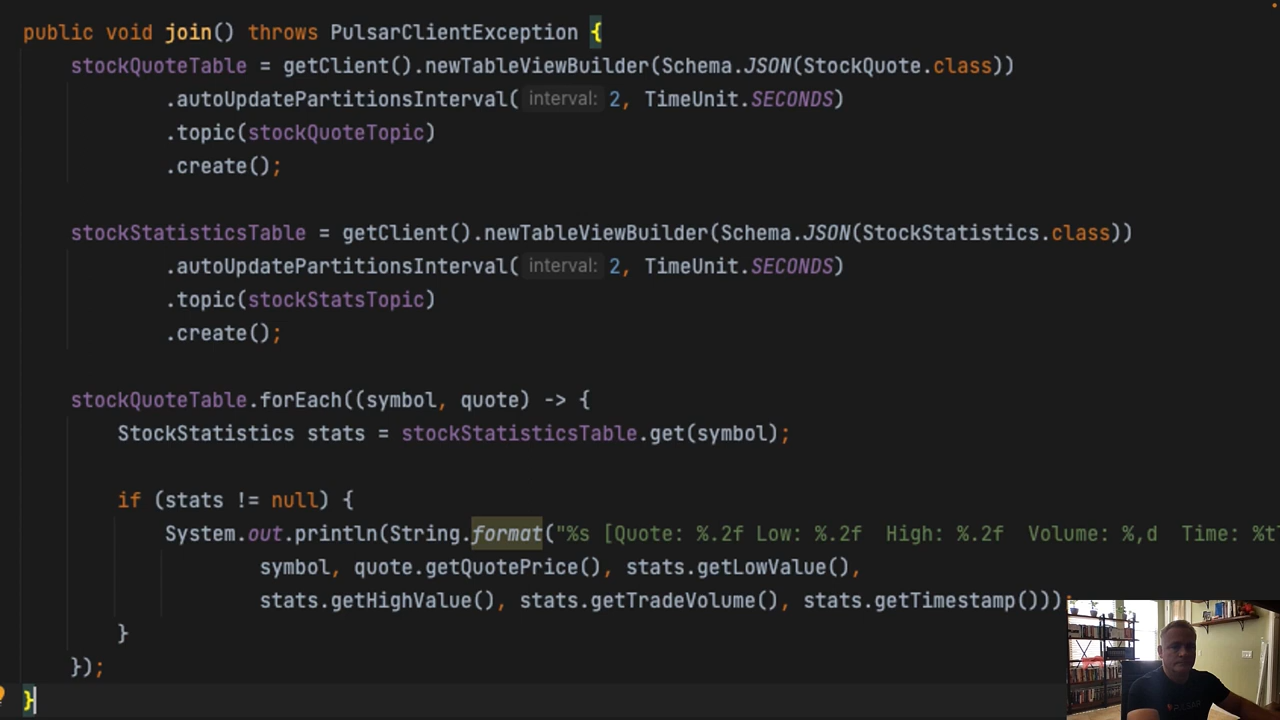 public void join() throws PulsarClientException {
stockQuoteTable = getClient().newTableViewBuilder(Schema.JSON(StockQuote.class))
.autoUpdatePartitionsInterval( interval: 2, TimeUnit.SECONDS)
.topic(stockQuoteTopic)
.create();
stockStatisticsTable = getClient().newTableViewBuilder(Schema.JSON(StockStatistics.class))
.autoUpdatePartitionsInterval( interval: 2, TimeUnit.SECONDS)
.topic(stockStatsTopic)
.create();
stockQuoteTable.forEach((symbol, quote) -> {
StockStatistics stats = stockStatisticsTable.get(symbol);
if (stats != null) {
System.out.println(String.format("%s [Quote: %.2f Low: %.2f  High: %.2f  Volume: %,d  Time: %t
symbol, quote.getQuotePrice(), stats.getLowValue(),
stats.getHighValue(), stats.getTradeVolume(), stats.getTimestamp()));
}
});
}